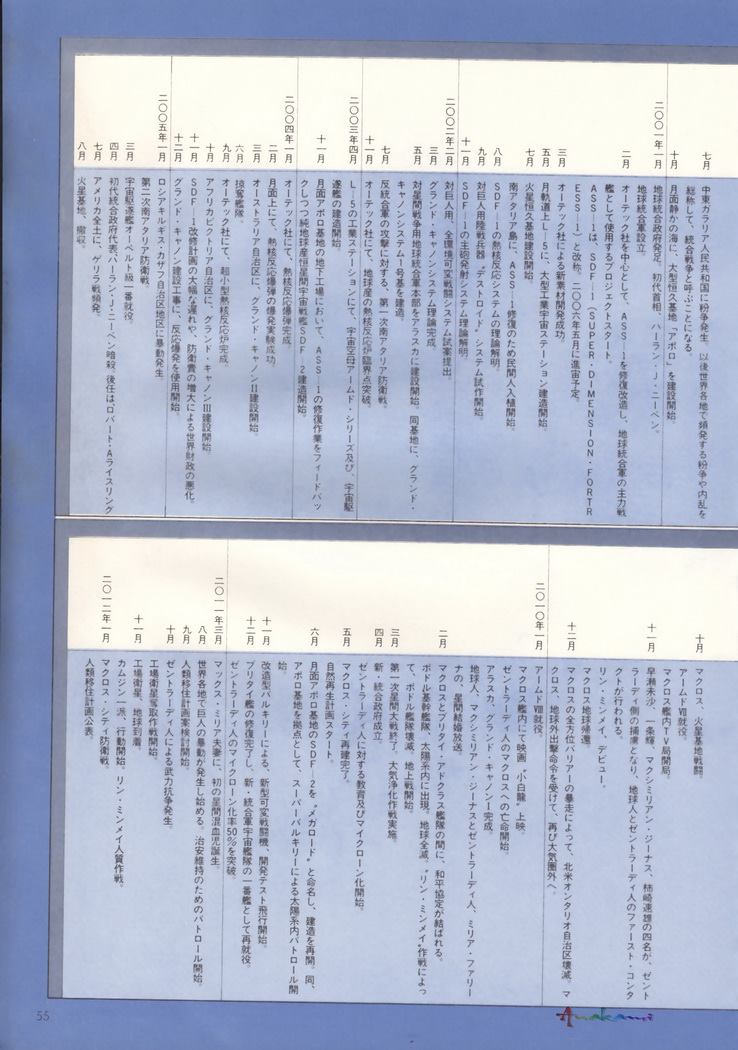 七月
中東ガラリア人民共和国に紛争発生。以後世界各地で頻発する紛争や内乱を
総称して、統合戦争と呼ぶことになる。
十月
月面静かの海に、大型恒久基地「アポロ」を建設開始。
二〇〇一年一月
地球統合政府発足。初代首相、ハーラン・J・ニーベン。
地球統合軍設立。
二月
オーテック社を中心として、ASS-1を修復改造し、地球統合軍の主力戦
艦として使用するプロジェクトスタート。
ASS-1は、SDF-1(SUPER・DIMENSION・FORTR
ESS-1)と改称。二〇〇六年五月に進宙予定。
三月
オーテック社による新素材開発成功。
七月
月軌道上L-5に、大型工業宇宙ステーション建造開始。
火星恒久基地建設開始。
南アタリア島に、ASS-1修復のため民間人入植開始。
八月
SDF-1の熱核反応システムの理論解明。
九月
対巨人用陸戦兵器“デストロイド”システム試作開始。
十一月
SDF-1の主砲発射システム理論解明。
二〇〇二年二月
対巨人用、全環境可変戦闘システム試案提出。
三月
グランド・キャノンシステム理論完成。
五月
対星間戦争用地球統合軍本部をアラスカに建設開始。同基地に、グランド・
キャノンシステム1号基を建造。
七月
反統合軍の攻撃に対する、第一次南アタリア防衛戦。
十一月
オーテック社にて、地球産の熱核反応炉臨界点突破。
二〇〇三年四月
L-5の工業ステーションにて、宇宙空母アームド・シリーズ及び、宇宙駆
逐艦の建造開始。
十一月
月面アポロ基地の地下工場において、ASS-1の修復作業をフィードバッ
クしつつ純地球産恒星間宇宙戦艦SDF-2建造開始。
二〇〇四年一月
オーテック社にて、熱核反応爆弾完成。
二月
月面上にて、熱核反応爆弾の爆発実験成功。
三月
オーストラリア自治区に、グランド・キャノンII建設開始。
六月
掠奪艦隊。
九月
オーテック社にて、超小型熱核反応炉完成。
十月
アフリカビクトリア自治区に、グランド・キャノンIII建設開始。
十一月
SDF-1改修計画の大幅な遅れや、防衛費の増大による世界財政の悪化。
十二月
グランド・キャノン建設工事に、反応爆発を使用開始。
二〇〇五年一月
ロシアキルギス・カザフ自治区地区に暴動発生。
第二次南アタリア防衛戦。
三月
宇宙駆逐艦オーベルト級一番就役。
四月
初代統合政府代表、ハーラン・J・ニーベン暗殺。後任は、ロバート・A・ライスリング
七月
アメリカ全土に、ゲリラ戦頻発。
八月
火星基地、撤収。
十月
マクロス、火星基地戦闘。
アームドVII就役。
マクロス艦内TV局開局。
十一月
早瀬未沙、一条輝、マクシミリアン・ジーナス、柿崎速雄の四名が、ゼント
ラーディ側の捕虜となり、地球人とゼントラーディ人のファースト・コンタ
クトが行われる。
リン・ミンメイ、デビュー。
マクロス地球帰還。
十二月
マクロスの全方位バリアーの暴走によって、北米オンタリオ自治区壊滅。マ
クロス、地球外出撃命令を受けて、再び大気圏外へ。
二〇一〇年一月
アームドVIII就役。
マクロス艦内にて映画“小白龍”上映。
ゼントラーディ人のマクロスへの亡命開始。
アラスカ、グランド・キャノンI完成。
地球人、マクシミリアン・ジーナスとゼントラーディ人、ミリア・ファリー
ナの、星間結婚放送。
二月
マクロスとブリタイ・アドクラス艦隊の間に、和平協定が結ばれる。
ボドル基幹艦隊、太陽系内に出現。地球全滅。“リン・ミンメイ”作戦によっ
て、ボドル艦隊壊滅、地上戦開始。
三月
第一次星間大戦終了。大気浄化作戦実施。
四月
新・統合政府成立。
ゼントラーディ人に対する教育及びマイクローン化開始。
五月
マクロス・シティ再建完了。
自然再生計画スタート。
六月
月面アポロ基地のSDF-2を“メガロード”と命名し、建造を再開。同、
アポロ基地を拠点として、スーパーバルキリーによる太陽系内パトロール開
始。
十一月
改造型バルキリーによる、新型可変戦闘機、開発テスト飛行開始。
十二月
ブリタイ艦の修復完了し、新・統合軍宇宙艦隊の一番艦として再就役。
ゼントラーディ人のマイクローン化率50%を突破。
二〇一一年三月
マックス・ミリア夫妻に、初の星間混血児誕生。
八月
世界各地で巨人の暴動が発生し始める。治安維持のためのパトロール開始。
九月
人類移住計画案検討開始。
十月
ゼントラーディ人による武力抗争発生。
工場衛星奪取作戦開始。
十一月
工場衛星、地球到着
カムジン一派、行動開始。リン・ミンメイ人質作戦。
二〇一二年一月
マクロス・シティ防衛戦。
人類移住計画公表。
55
Anakami